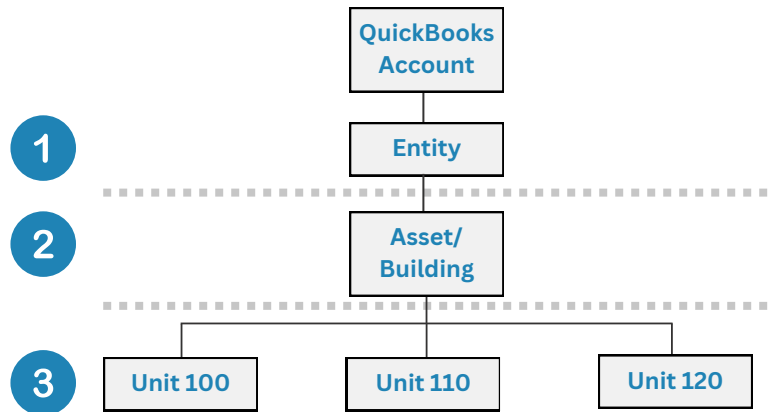 QuickBooks
Account
1
Entity
2
Asset/
Building
3
Unit 100
Unit 110
Unit 120